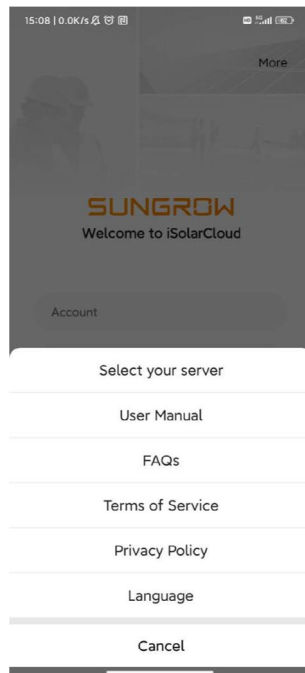 15:08 | 0.0K/s
More
SUNGROW
Welcome to iSolarCloud
Account
Select your server
User Manual
FAQs
Terms of Service
Privacy Policy
Language
Cancel